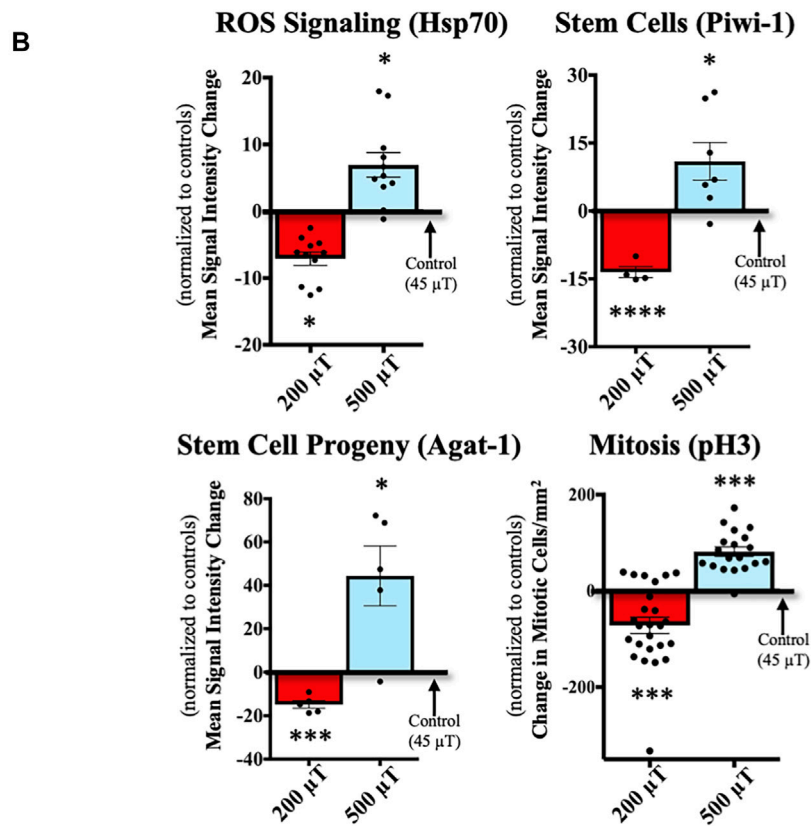 B
ROS Signaling (Hsp70)
(normalized to controls)
Mean Signal Intensity Change
20
10
0
-10
-20
*
*
Control
(45 µT)
200 µT
500 µT
Stem Cells (Piwi-1)
(normalized to controls)
Mean Signal Intensity Change
30
15
0
-15
-30
*
****
Control
(45 µT)
200 µT
500 µT
Stem Cell Progeny (Agat-1)
(normalized to controls)
Mean Signal Intensity Change
80
60
40
20
0
-20
-40
*
***
Control
(45 µT)
200 µT
500 µT
Mitosis (pH3)
(normalized to controls)
Change in Mitotic Cells/mm²
200
0
-200
***
***
Control
(45 µT)
200 µT
500 µT